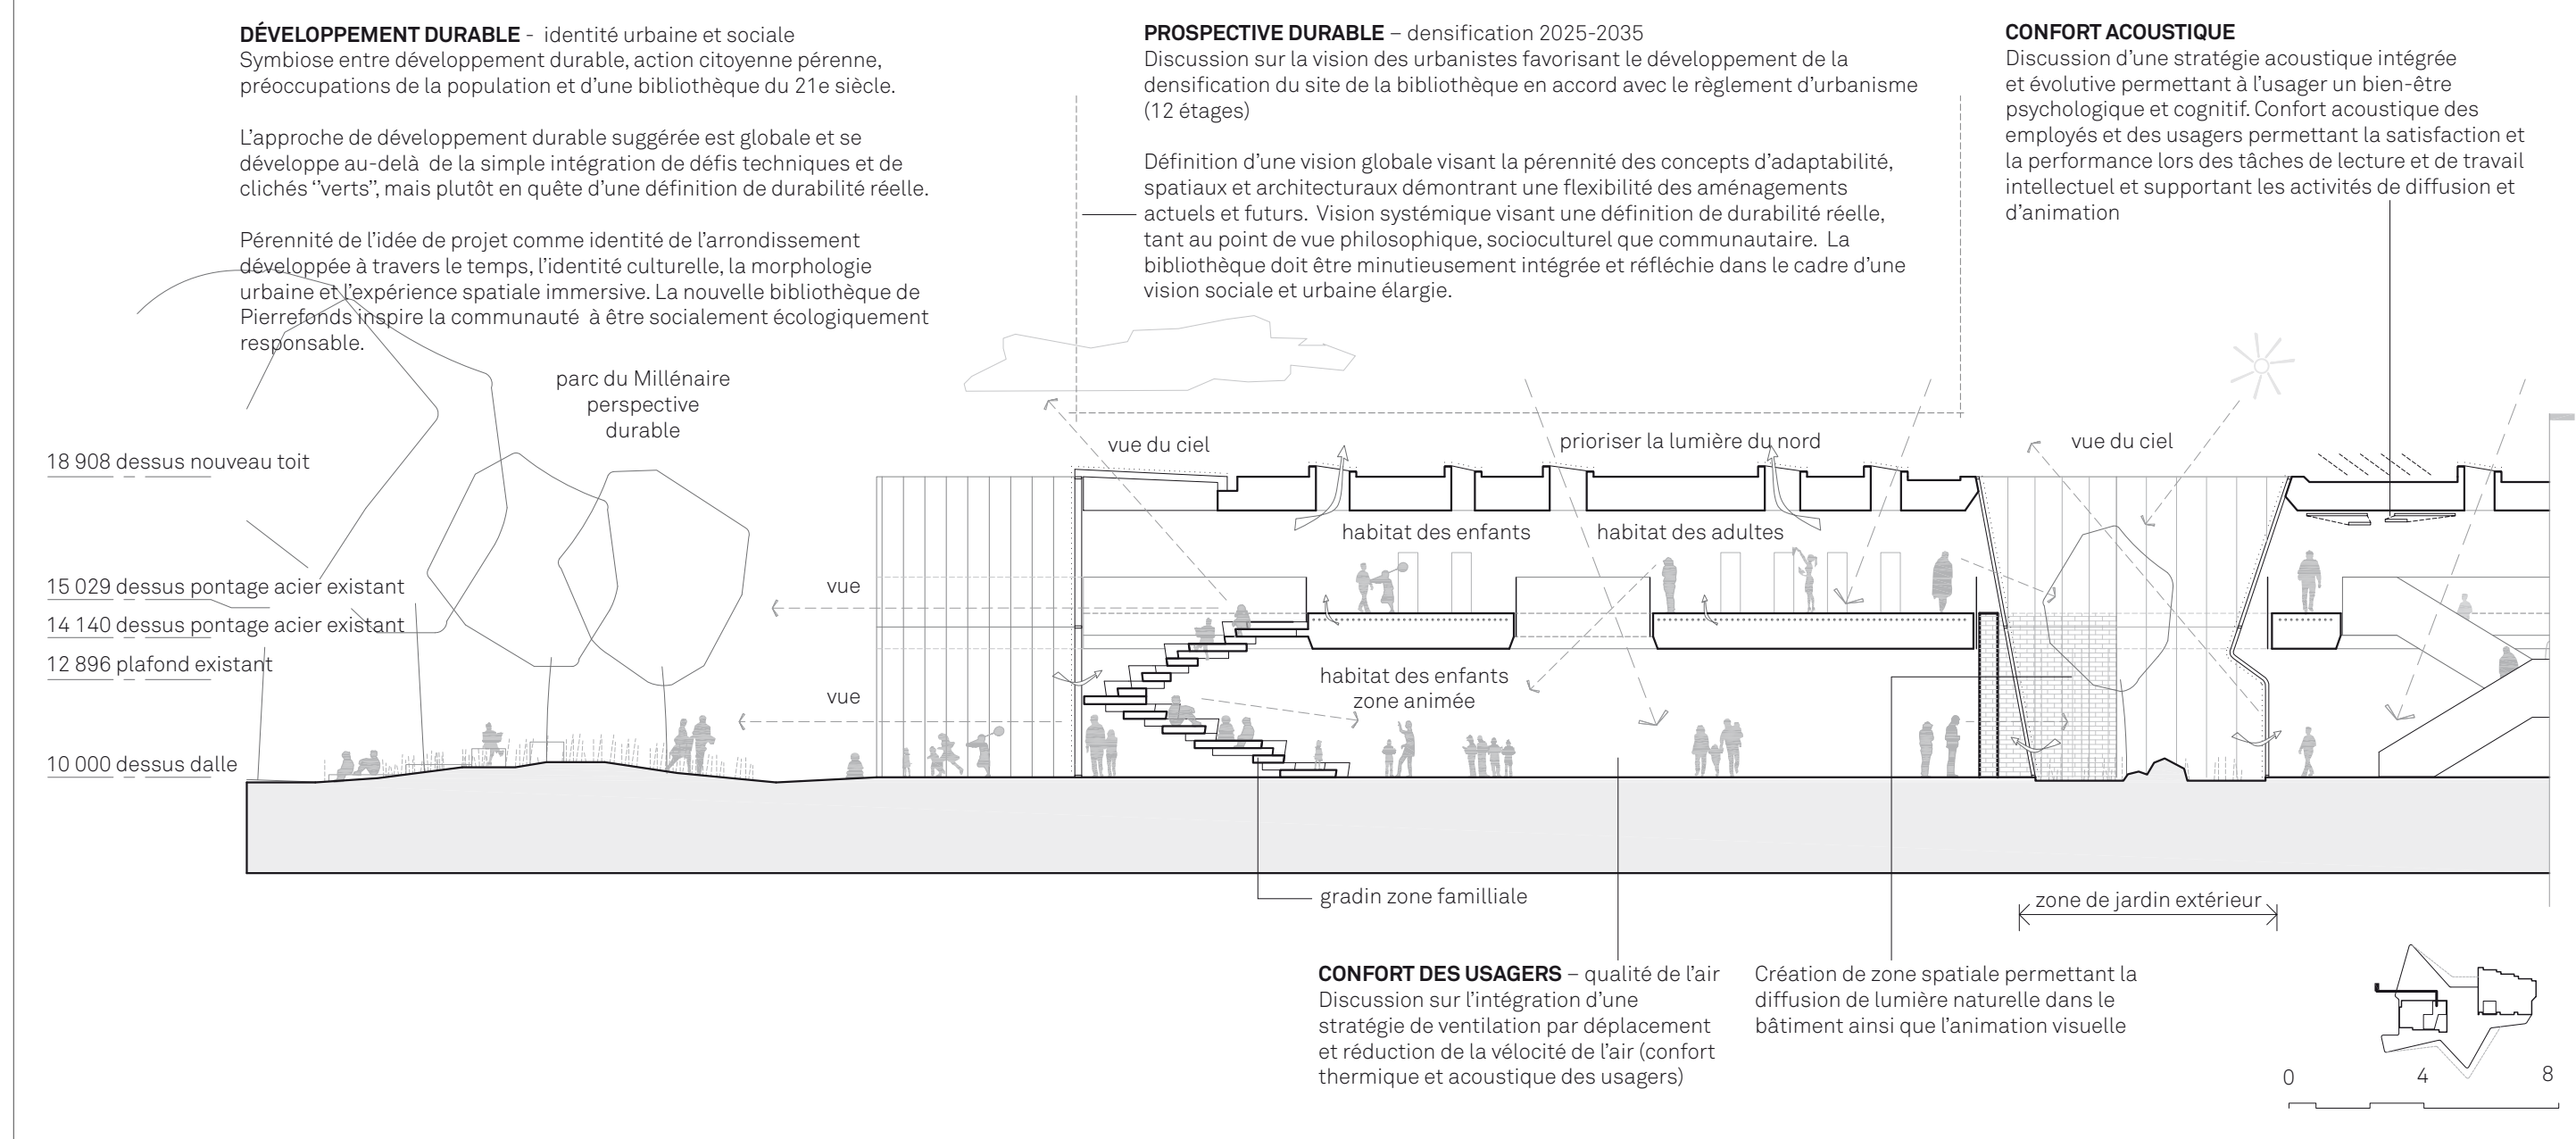 DÉVELOPPEMENT DURABLE - identité urbaine et sociale
Symbiose entre développement durable, action citoyenne pérenne,
préoccupations de la population et d'une bibliothèque du 21e siècle.
L'approche de développement durable suggérée est globale et se
développe au-delà de la simple intégration de défis techniques et de
clichés ‘'verts’', mais plutôt en quête d'une définition de durabilité réelle.
Pérennité de l'idée de projet comme identité de l'arrondissement
développée à travers le temps, l'identité culturelle, la morphologie
urbaine et l'expérience spatiale immersive. La nouvelle bibliothèque de
Pierrefonds inspire la communauté à être socialement écologiquement
responsable.
PROSPECTIVE DURABLE – densification 2025-2035
Discussion sur la vision des urbanistes favorisant le développement de la
densification du site de la bibliothèque en accord avec le règlement d'urbanisme
(12 étages)
Définition d'une vision globale visant la pérennité des concepts d'adaptabilité,
spatiaux et architecturaux démontrant une flexibilité des aménagements
actuels et futurs. Vision systémique visant une définition de durabilité réelle,
tant au point de vue philosophique, socioculturel que communautaire. La
bibliothèque doit être minutieusement intégrée et réfléchie dans le cadre d'une
vision sociale et urbaine élargie.
CONFORT ACOUSTIQUE
Discussion d'une stratégie acoustique intégrée
et évolutive permettant à l'usager un bien-être
psychologique et cognitif. Confort acoustique des
employés et des usagers permettant la satisfaction et
la performance lors des tâches de lecture et de travail
intellectuel et supportant les activités de diffusion et
d'animation
parc du Millénaire
perspective
durable
vue du ciel
prioriser la lumière du nord
vue du ciel
18 908 dessus nouveau toit
habitat des enfants
habitat des adultes
15 029 dessus pontage acier existant
vue
14 140 dessus pontage acier existant
12 896 plafond existant
habitat des enfants
zone animée
vue
10 000 dessus dalle
gradin zone familliale
zone de jardin extérieur
CONFORT DES USAGERS – qualité de l'air
Discussion sur l'intégration d'une
stratégie de ventilation par déplacement
et réduction de la vélocité de l'air (confort
thermique et acoustique des usagers)
Création de zone spatiale permettant la
diffusion de lumière naturelle dans le
bâtiment ainsi que l'animation visuelle
0 4 8